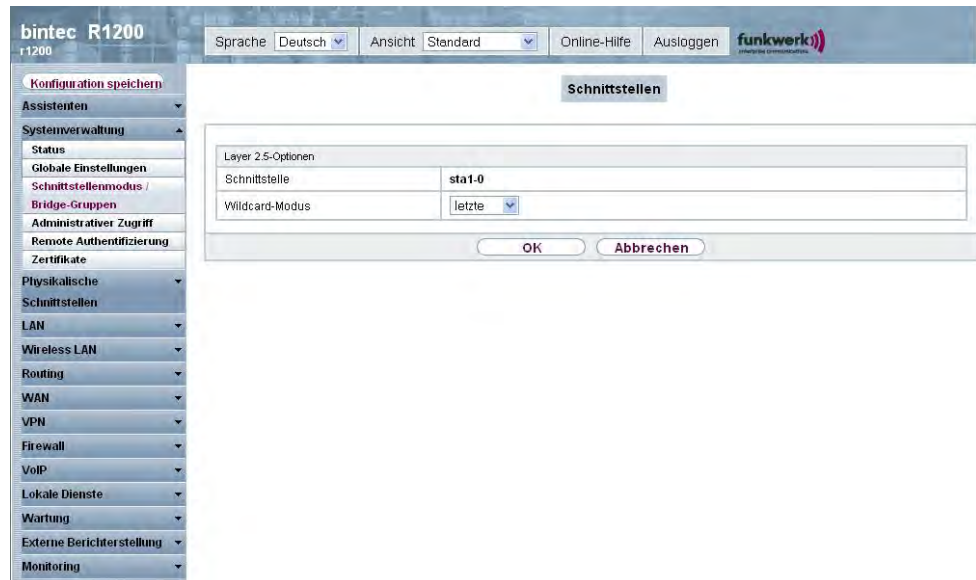 bintec R1200
r1200
Sprache Deutsch Ansicht Standard Online-Hilfe Ausloggen funkwerk
Konfiguration speichern
Assistenten
Systemverwaltung
Status
Globale Einstellungen
Schnittstellenmodus /
Bridge-Gruppen
Administrativer Zugriff
Remote Authentifizierung
Zertifikate
Physikalische
Schnittstellen
LAN
Wireless LAN
Routing
WAN
VPN
Firewall
VoIP
Lokale Dienste
Wartung
Externe Berichterstellung
Monitoring
Schnittstellen
Layer 2.5-Optionen
Schnittstelle sta1-0
Wildcard-Modus letzte
OK Abbrechen